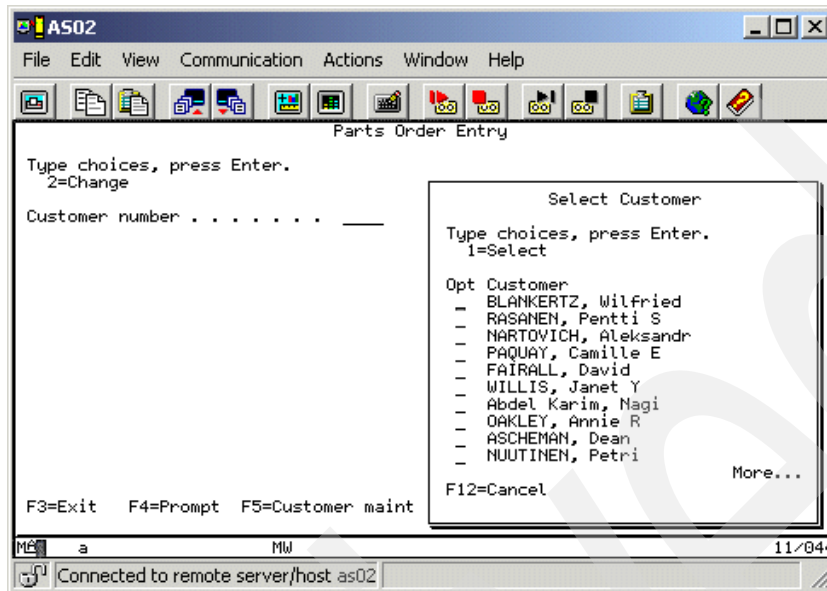 AS02
File Edit View Communication Actions Window Help
Parts Order Entry
Type choices, press Enter.
2=Change
Customer number . . . . . . . ____
Select Customer
Type choices, press Enter.
1=Select
Opt Customer
_ BLANKERTZ, Wilfried
_ RASANEN, Pentti S
_ NARTOVICH, Aleksandr
_ PAQUAY, Camille E
_ FAIRALL, David
_ WILLIS, Janet Y
_ Abdel Karim, Nagi
_ OAKLEY, Annie R
_ ASCHEMAN, Dean
_ NUUTINEN, Petri
More...
F12=Cancel
F3=Exit F4=Prompt F5=Customer maint
MA a MW 11/044
Connected to remote server/host as02